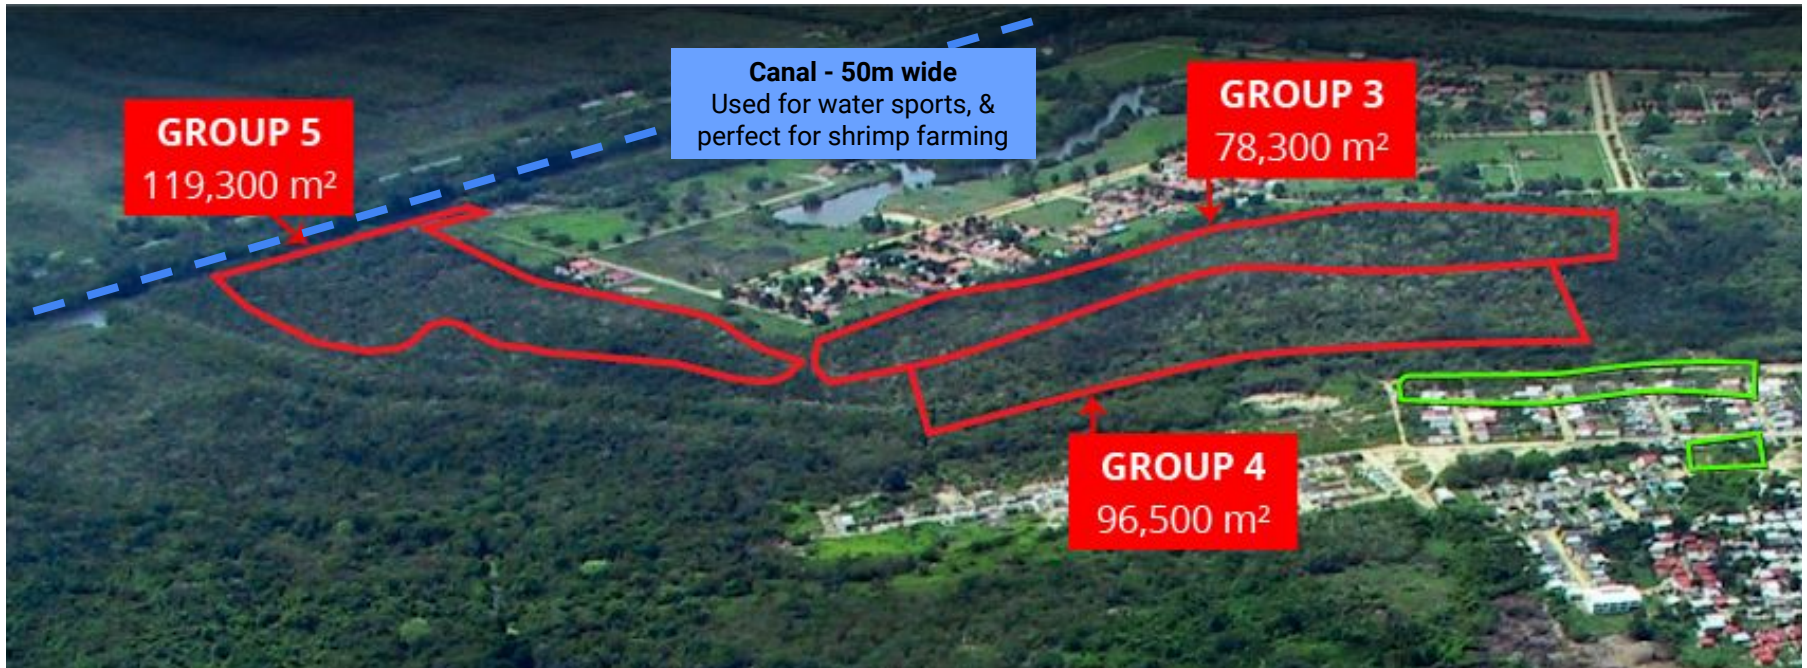 Canal - 50m wide
Used for water sports, &
perfect for shrimp farming
GROUP 5
119,300 m²
GROUP 3
78,300 m²
GROUP 4
96,500 m²